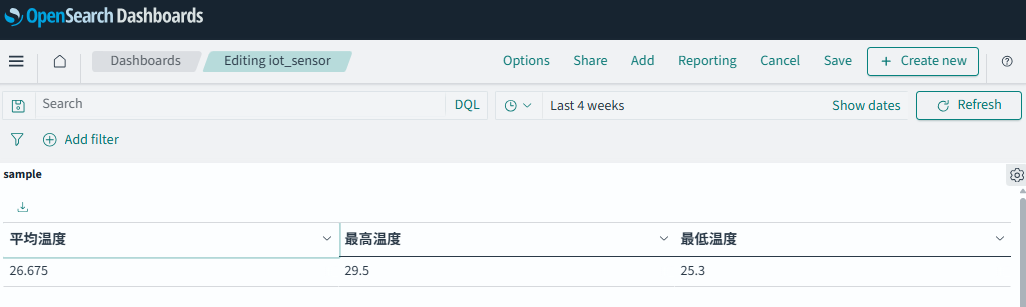 OpenSearch Dashboards
Dashboards Editing iot_sensor Options Share Add Reporting Cancel Save Create new
Search DQL Last 4 weeks Show dates Refresh
Add filter
sample
平均温度 最高温度 最低温度
26.675 29.5 25.3